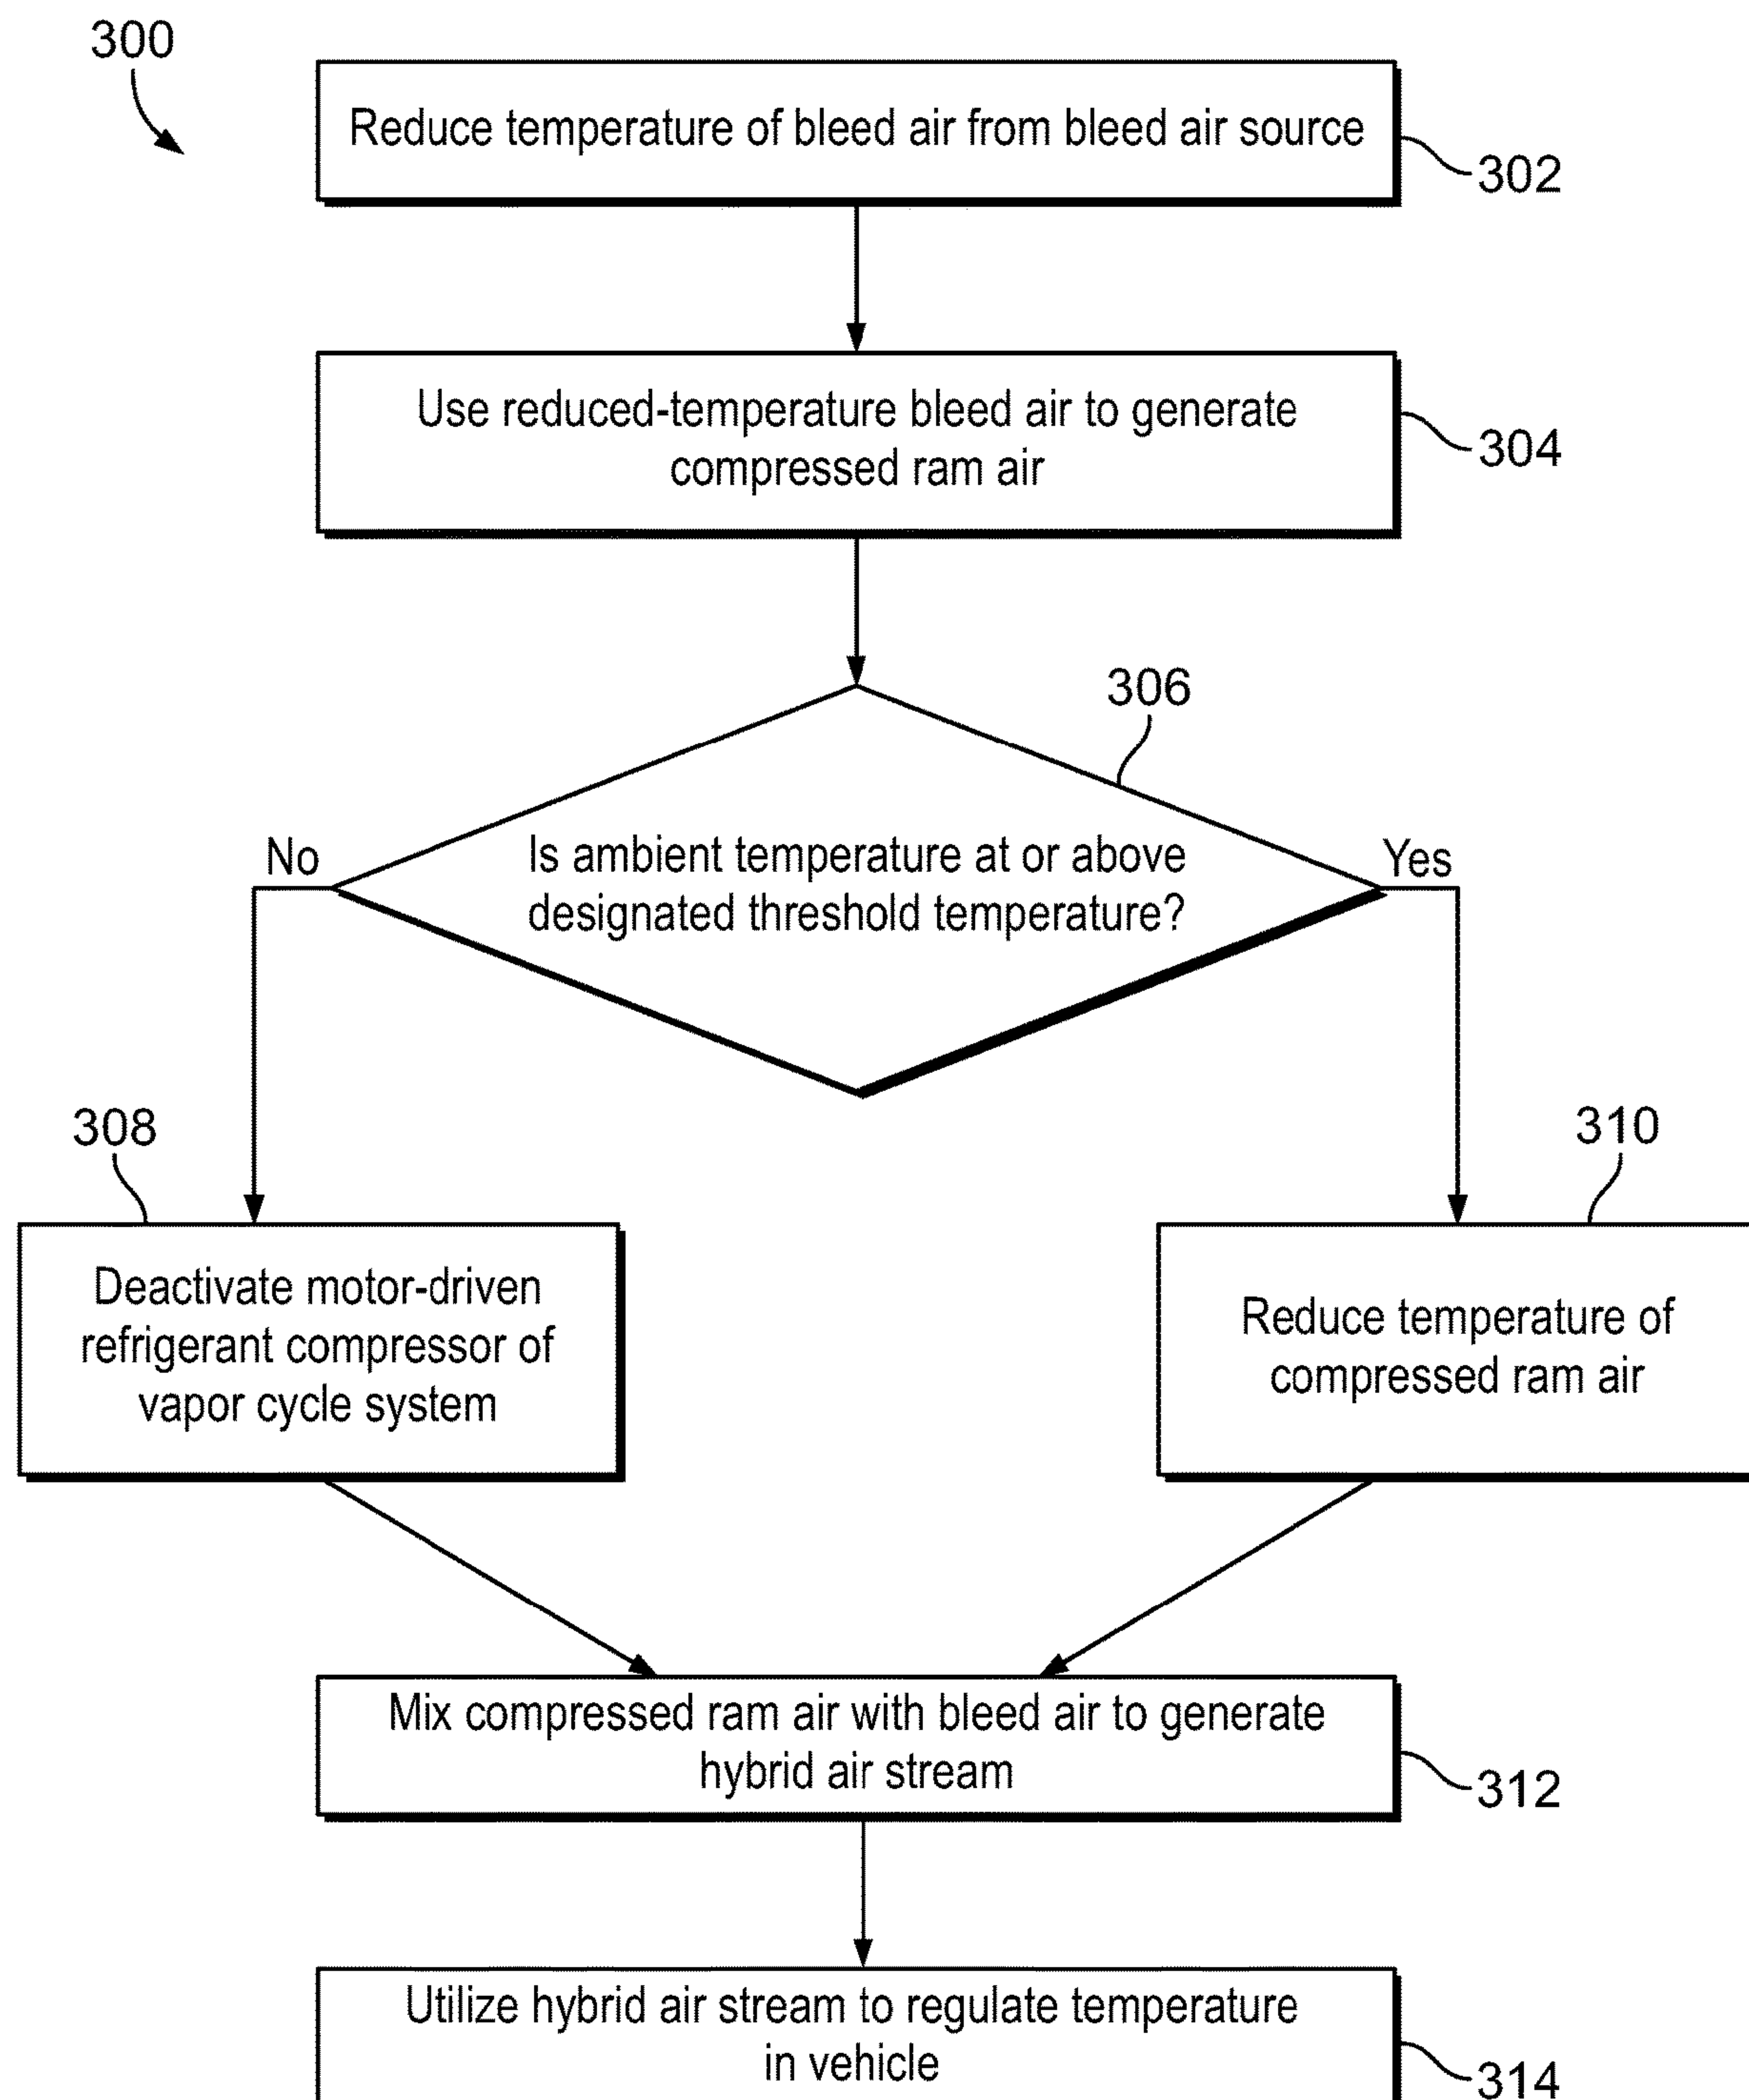 300
Reduce temperature of bleed air from bleed air source
302
Use reduced-temperature bleed air to generate
compressed ram air
304
306
Is ambient temperature at or above
designated threshold temperature?
No
Yes
308
310
Deactivate motor-driven
refrigerant compressor of
vapor cycle system
Reduce temperature of
compressed ram air
Mix compressed ram air with bleed air to generate
hybrid air stream
312
Utilize hybrid air stream to regulate temperature
in vehicle
314